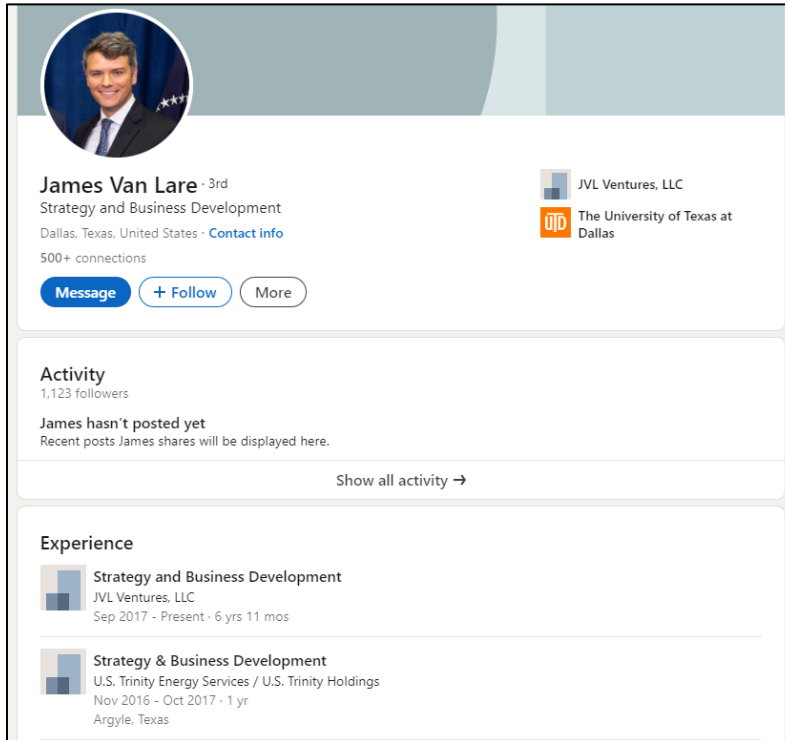 James Van Lare · 3rd
Strategy and Business Development
Dallas, Texas, United States · Contact info
500+ connections
Message
+ Follow
More
JVL Ventures, LLC
UTD
The University of Texas at
Dallas
Activity
1,123 followers
James hasn't posted yet
Recent posts James shares will be displayed here.
Show all activity →
Experience
Strategy and Business Development
JVL Ventures, LLC
Sep 2017 - Present · 6 yrs 11 mos
Strategy & Business Development
U.S. Trinity Energy Services / U.S. Trinity Holdings
Nov 2016 - Oct 2017 · 1 yr
Argyle, Texas